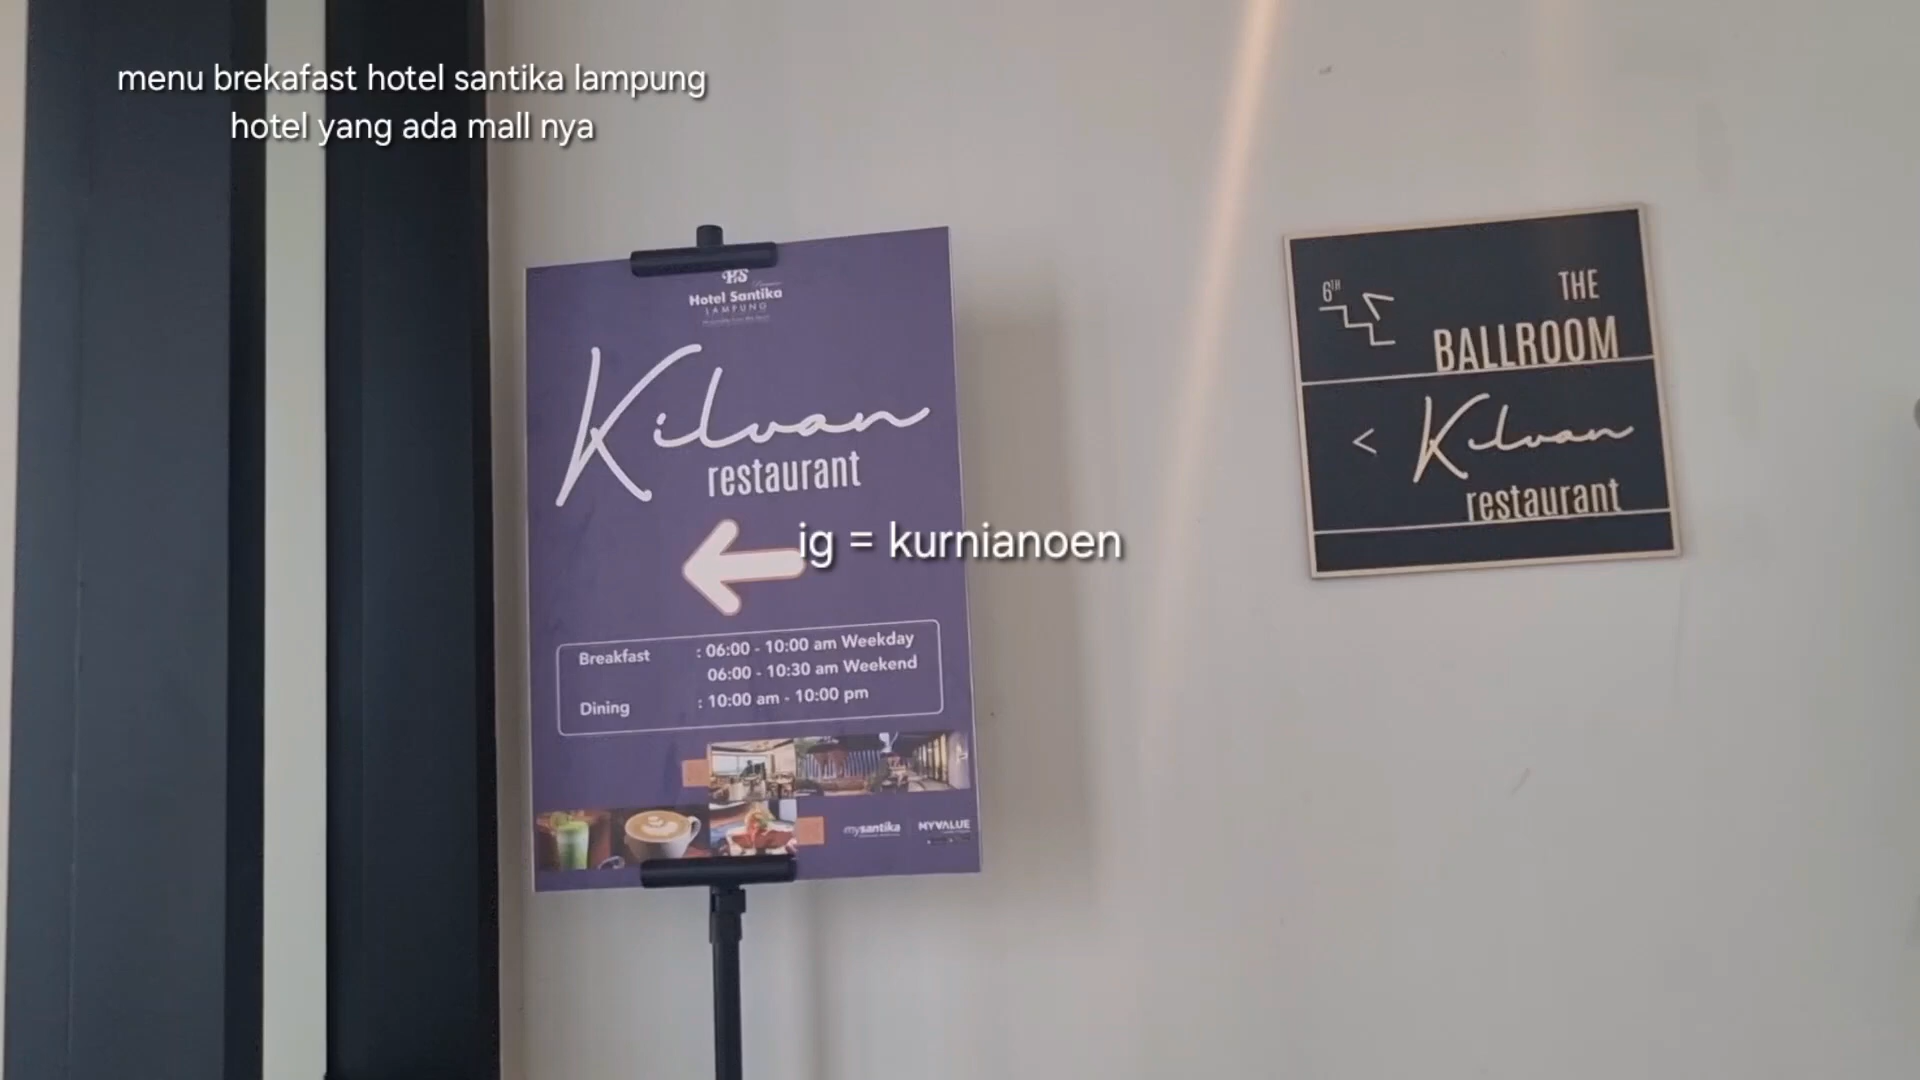 menu brekafast hotel santika lampung
hotel yang ada mall nya
Hotel Santika
LAMPUNG
Kilvan
restaurant
ig = kurnianoen
Breakfast : 06:00 - 10:00 am Weekday
06:00 - 10:30 am Weekend
Dining : 10:00 am - 10:00 pm
mysantika MYVALUE
6TH
THE
BALLROOM
< Kilvan
restaurant